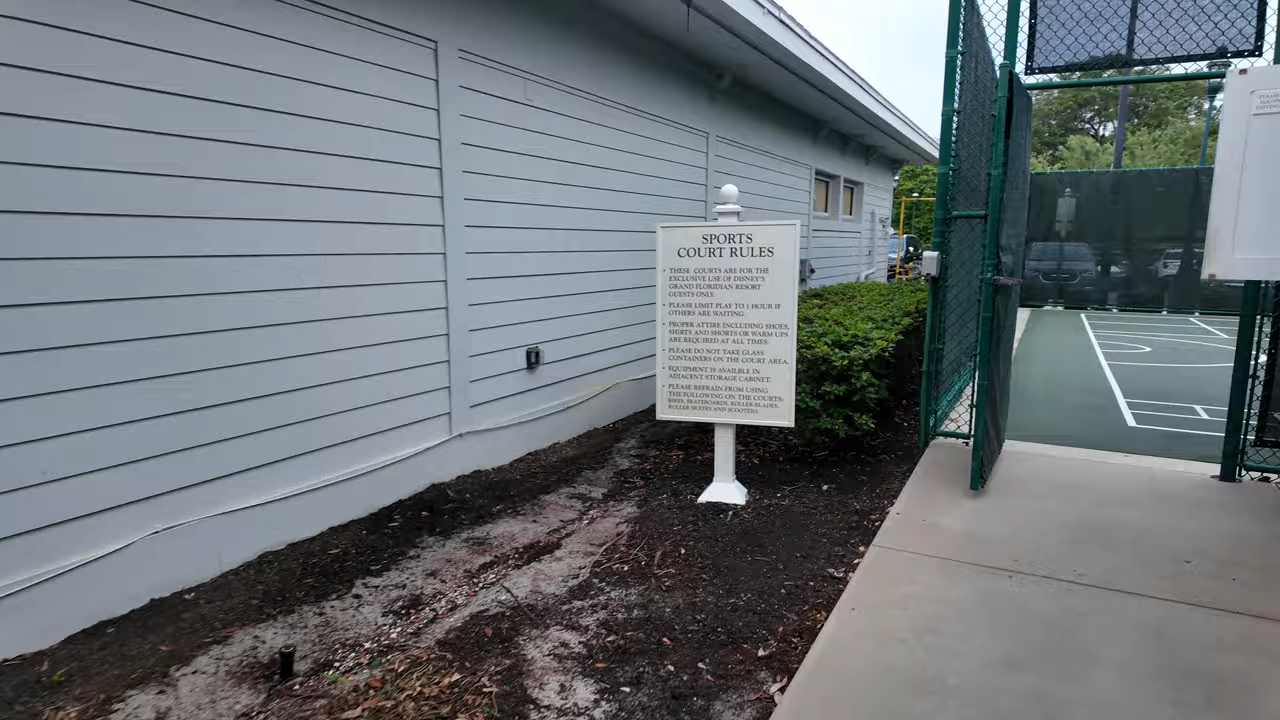 SPORTS
COURT RULES
• THESE COURTS ARE FOR THE
EXCLUSIVE USE OF DISNEY'S
GRAND FLORIDIAN RESORT
GUESTS ONLY.
• PLEASE LIMIT PLAY TO 1 HOUR IF
OTHERS ARE WAITING.
• PROPER ATTIRE INCLUDING SHOES,
SHIRTS AND SHORTS OR WARM UPS
ARE REQUIRED AT ALL TIMES.
• PLEASE DO NOT TAKE GLASS
CONTAINERS ON THE COURT AREA.
• EQUIPMENT IS AVAILBLE IN
ADJACENT STORAGE CABINET.
• PLEASE REFRAIN FROM USING
THE FOLLOWING ON THE COURTS:
BIKES, SKATEBOARDS, ROLLER-BLADES,
ROLLER SKATES AND SCOOTERS.